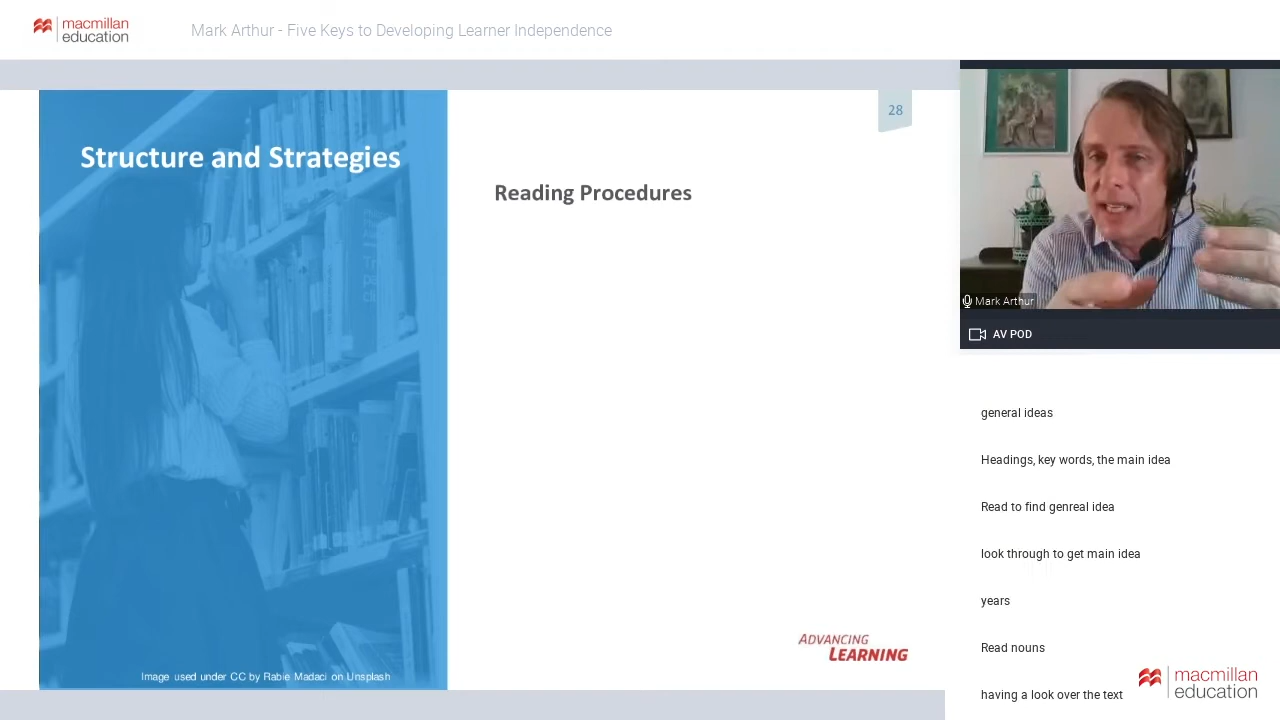 macmillan
education
Mark Arthur - Five Keys to Developing Learner Independence
Structure and Strategies
28
Reading Procedures
Mark Arthur
AV POD
general ideas
Headings, key words, the main idea
Read to find genreal idea
look through to get main idea
years
Read nouns
having a look over the text
ADVANCING
LEARNING
Image used under CC by Rabie Madaci on Unsplash
macmillan
education